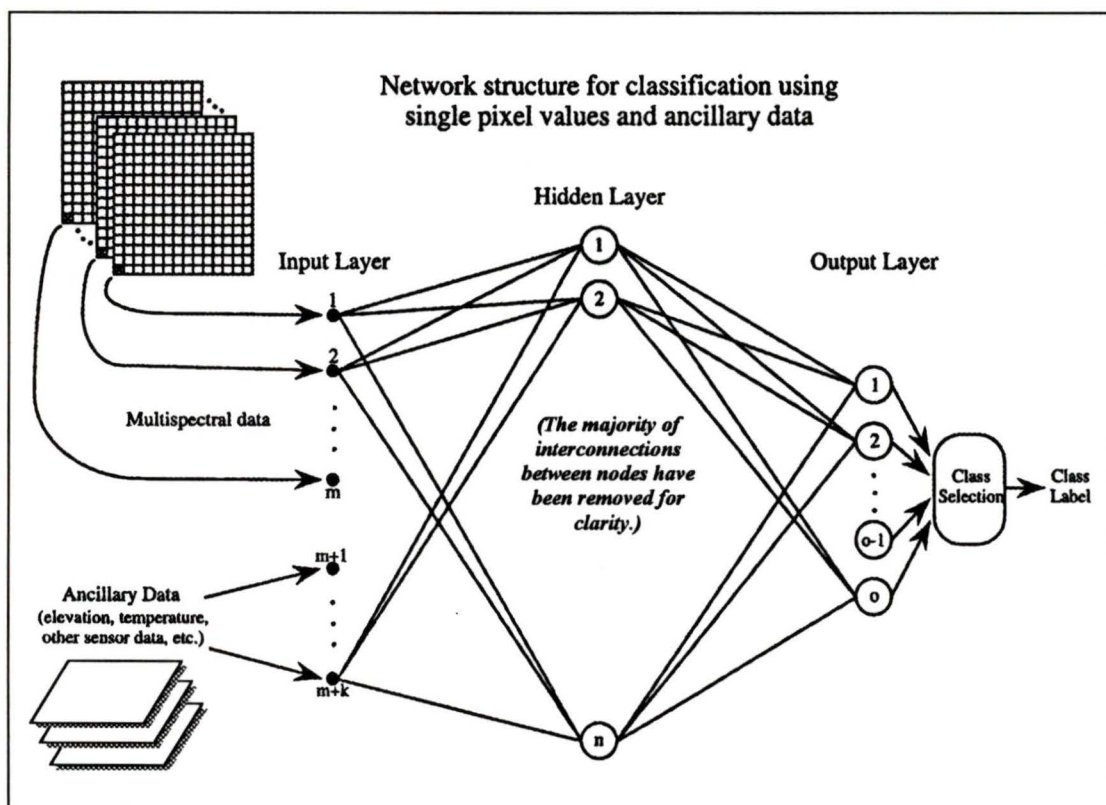 Network structure for classification using
single pixel values and ancillary data
Hidden Layer
Input Layer
Output Layer
1
2
Multispectral data
m
m+1
Ancillary Data
(elevation, temperature,
other sensor data, etc.)
m+k
1
2
(The majority of
interconnections
between nodes have
been removed for
clarity.)
n
1
2
o-1
o
Class
Selection
Class
Label